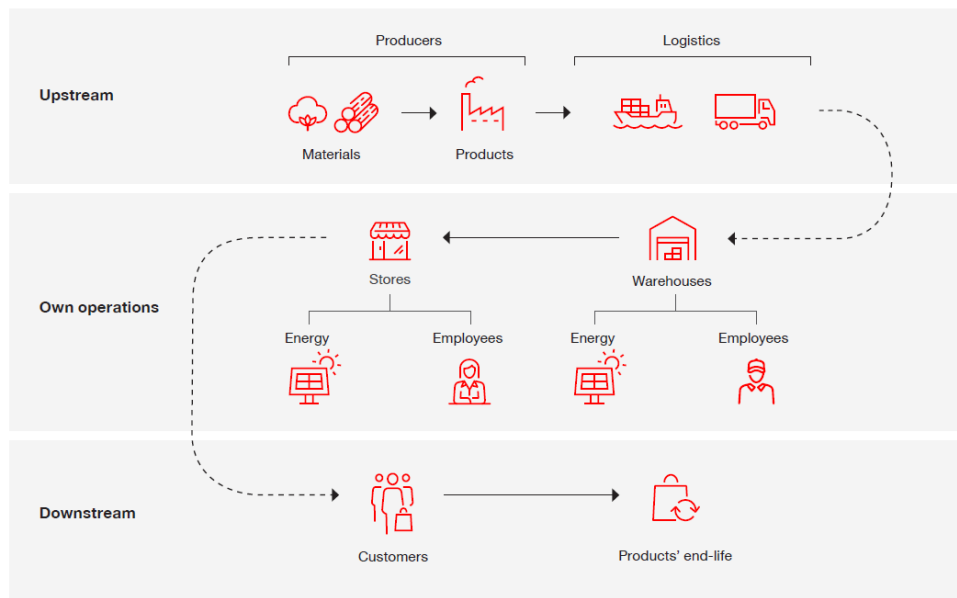 Producers
Logistics
Upstream
Materials
Products
Stores
Warehouses
Own operations
Energy
Employees
Energy
Employees
Downstream
Customers
Products' end-life